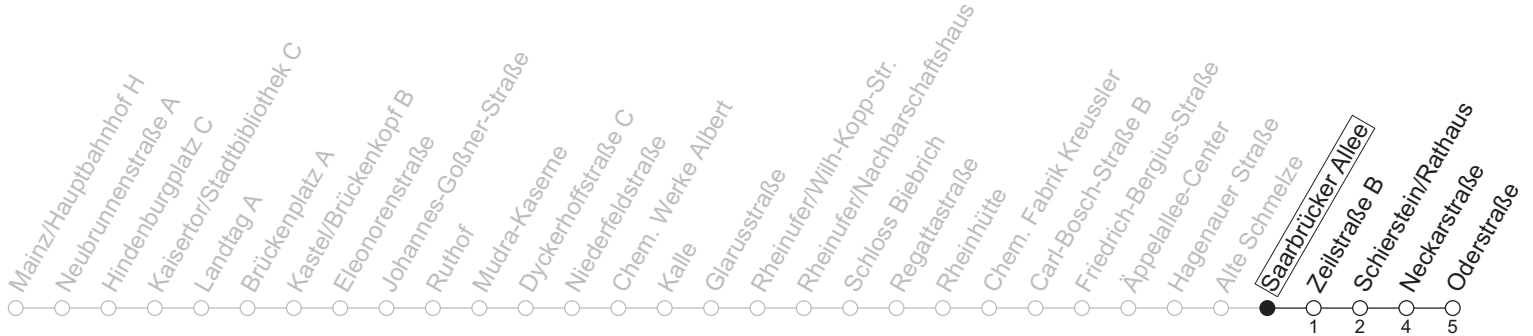 Mainz/Hauptbahnhof H
Neubrunnenstraße A
Hindenburgplatz C
Kaisertor/Stadtbibliothek C
Landtag A
Brückenplatz A
Kastel/Brückenkopf B
Eleonorenstraße
Johannes-Goßner-Straße
Ruthof
Mudra-Kaserne
Dyckerhoffstraße C
Niederfeldstraße
Chem. Werke Albert
Kalle
Glarusstraße
Rheinufer/Wilh-Kopp-Str.
Rheinufer/Nachbarschaftshaus
Schloss Biebrich
Regattastraße
Rheinhütte
Chem. Fabrik Kreussler
Carl-Bosch-Straße B
Friedrich-Bergius-Straße
Äppelallee-Center
Hagenauer Straße
Alte Schmelze
Saarbrücker Allee
Zeilstraße B
Schierstein/Rathaus
Neckarstraße
Oderstraße
1 2 4 5